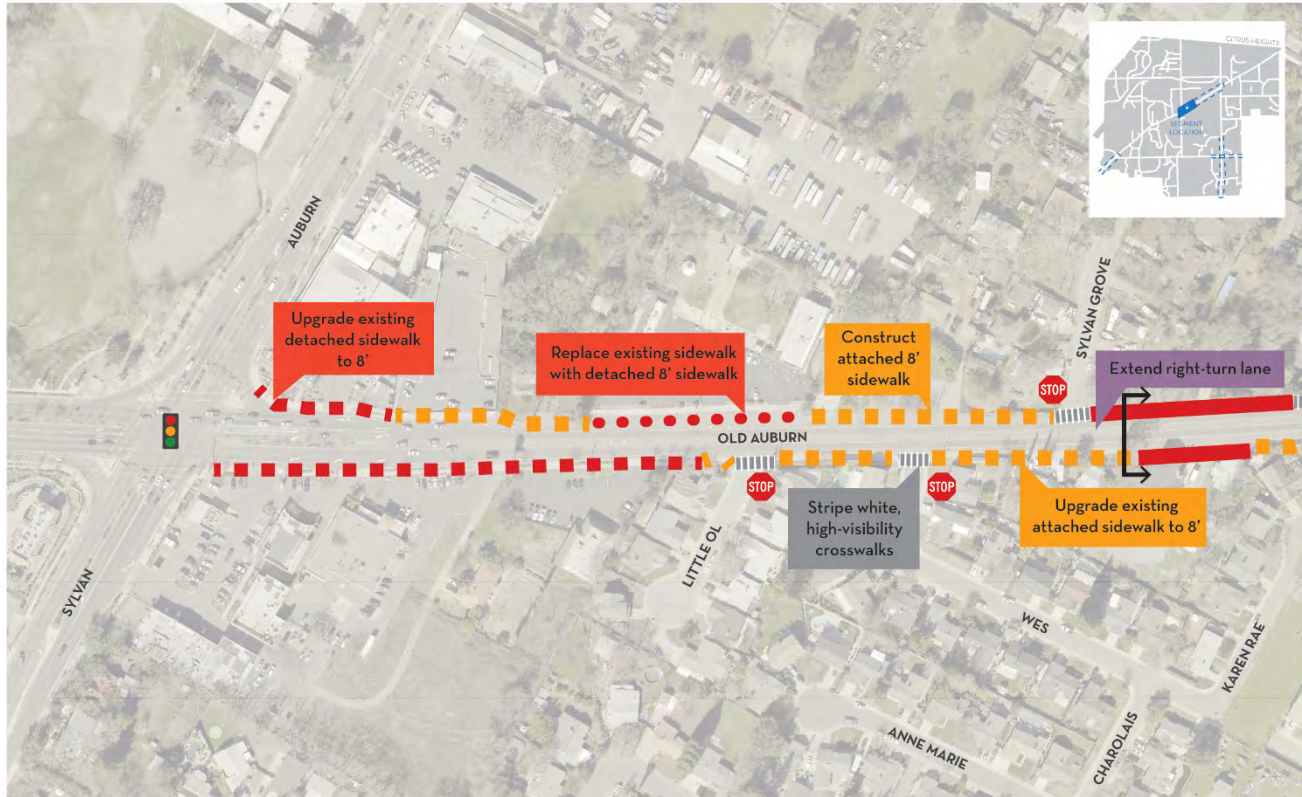 CITRUS HEIGHTS
SEGMENT
LOCATION
AUBURN
SYLVAN GROVE
Upgrade existing
detached sidewalk
to 8'
Replace existing sidewalk
with detached 8' sidewalk
Construct
attached 8'
sidewalk
Extend right-turn lane
STOP
OLD AUBURN
STOP
STOP
Stripe white,
high-visibility
crosswalks
Upgrade existing
attached sidewalk to 8'
SYLVAN
LITTLE OL
WES
KAREN RAE
ANNE MARIE
CHAROLAIS